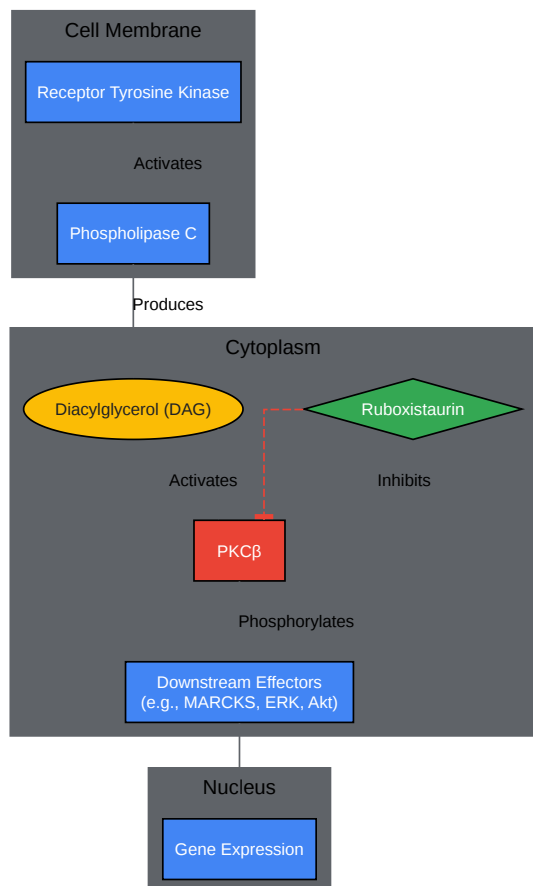 Cell Membrane
Receptor Tyrosine Kinase
Activates
Phospholipase C
Produces
Cytoplasm
Diacylglycerol (DAG)
Ruboxistaurin
Activates
Inhibits
PKCβ
Phosphorylates
Downstream Effectors
(e.g., MARCKS, ERK, Akt)
Nucleus
Gene Expression